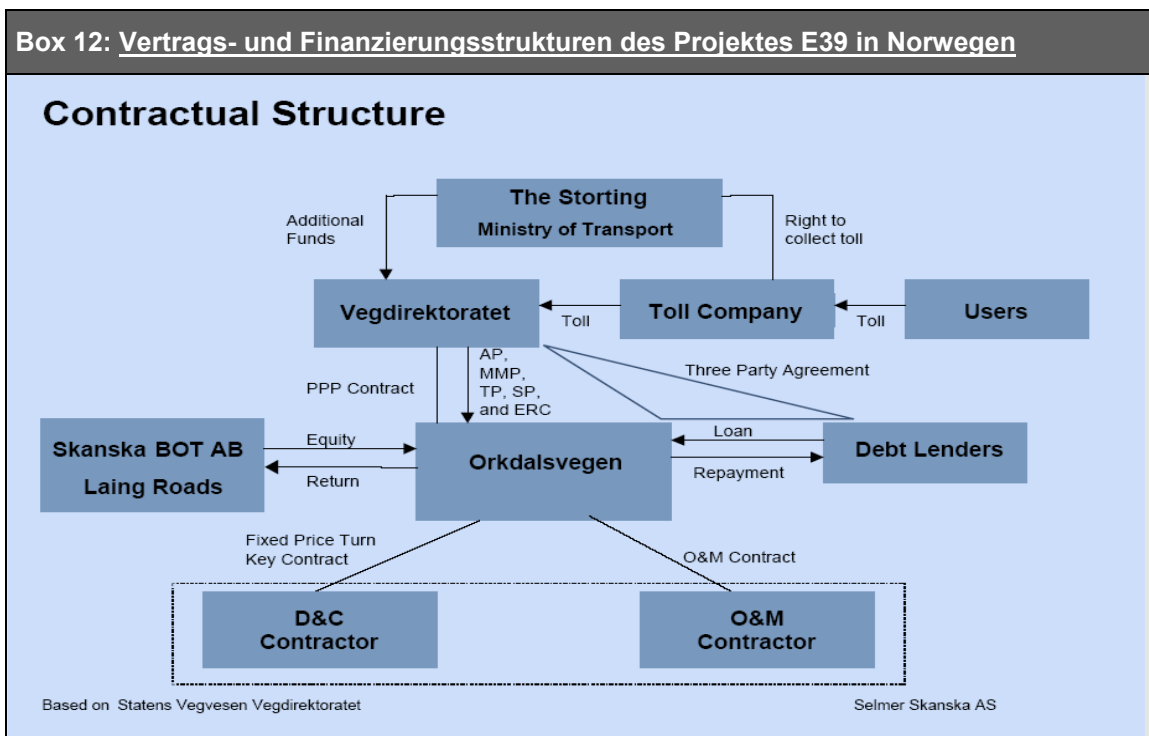 Box 12: Vertrags- und Finanzierungsstrukturen des Projektes E39 in Norwegen
Contractual Structure
The Storting
Ministry of Transport
Additional
Funds
Right to
collect toll
Vegdirektoratet
Toll
Toll Company
Toll
Users
PPP Contract
AP,
MMP,
TP, SP,
and ERC
Three Party Agreement
Skanska BOT AB
Laing Roads
Equity
Return
Orkdalsvegen
Loan
Repayment
Debt Lenders
Fixed Price Turn
Key Contract
O&M Contract
D&C
Contractor
O&M
Contractor
Based on Statens Vegvesen Vegdirektoratet
Selmer Skanska AS